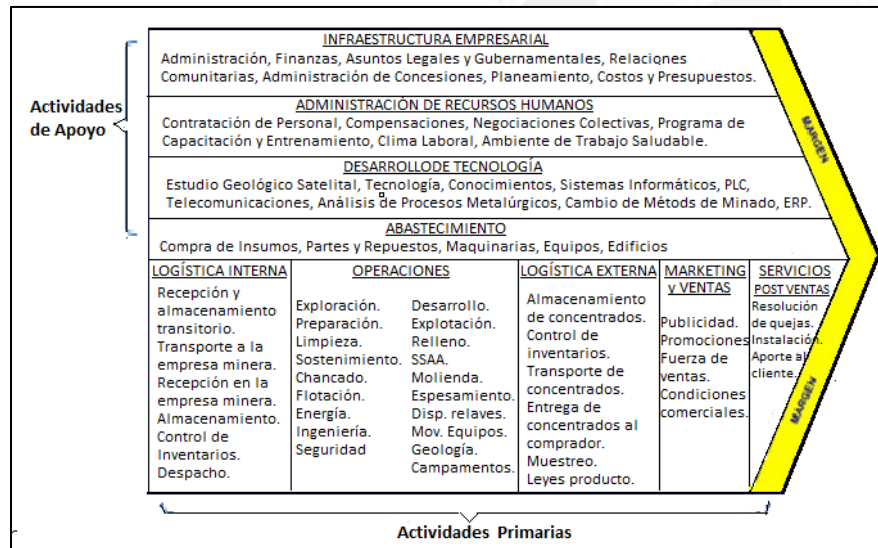 INFRAESTRUCTURA EMPRESARIAL
Administración, Finanzas, Asuntos Legales y Gubernamentales, Relaciones
Comunitarias, Administración de Concesiones, Planeamiento, Costos y Presupuestos.
Actividades
de Apoyo
ADMINISTRACIÓN DE RECURSOS HUMANOS
Contratación de Personal, Compensaciones, Negociaciones Colectivas, Programa de
Capacitación y Entrenamiento, Clima Laboral, Ambiente de Trabajo Saludable.
DESARROLLODE TECNOLOGÍA
Estudio Geológico Satelital, Tecnología, Conocimientos, Sistemas Informáticos, PLC,
Telecomunicaciones, Análisis de Procesos Metalúrgicos, Cambio de Métods de Minado, ERP.
ABASTECIMIENTO
Compra de Insumos, Partes y Repuestos, Maquinarias, Equipos, Edificios
MARGEN
LOGÍSTICA INTERNA
Recepción y
almacenamiento
transitorio.
Transporte a la
empresa minera.
Recepción en la
empresa minera.
Almacenamiento.
Control de
Inventarios.
Despacho.
OPERACIONES
Exploración.
Preparación.
Limpieza.
Sostenimiento.
Chancado.
Flotación.
Energía.
Ingeniería.
Seguridad
Desarrollo.
Explotación.
Relleno.
SSAA.
Molienda.
Espesamiento.
Disp. relaves.
Mov. Equipos.
Geología.
Campamentos.
LOGÍSTICA EXTERNA
Almacenamiento
de concentrados.
Control de
inventarios.
Transporte de
concentrados.
Entrega de
concentrados al
comprador.
Muestreo.
Leyes producto.
MARKETING
y VENTAS
Publicidad.
Promociones
Fuerza de
ventas.
Condiciones
comerciales.
SERVICIOS
POST VENTAS
Resolución
de quejas.
Instalación.
Aporte al
cliente.
MARGEN
Actividades Primarias